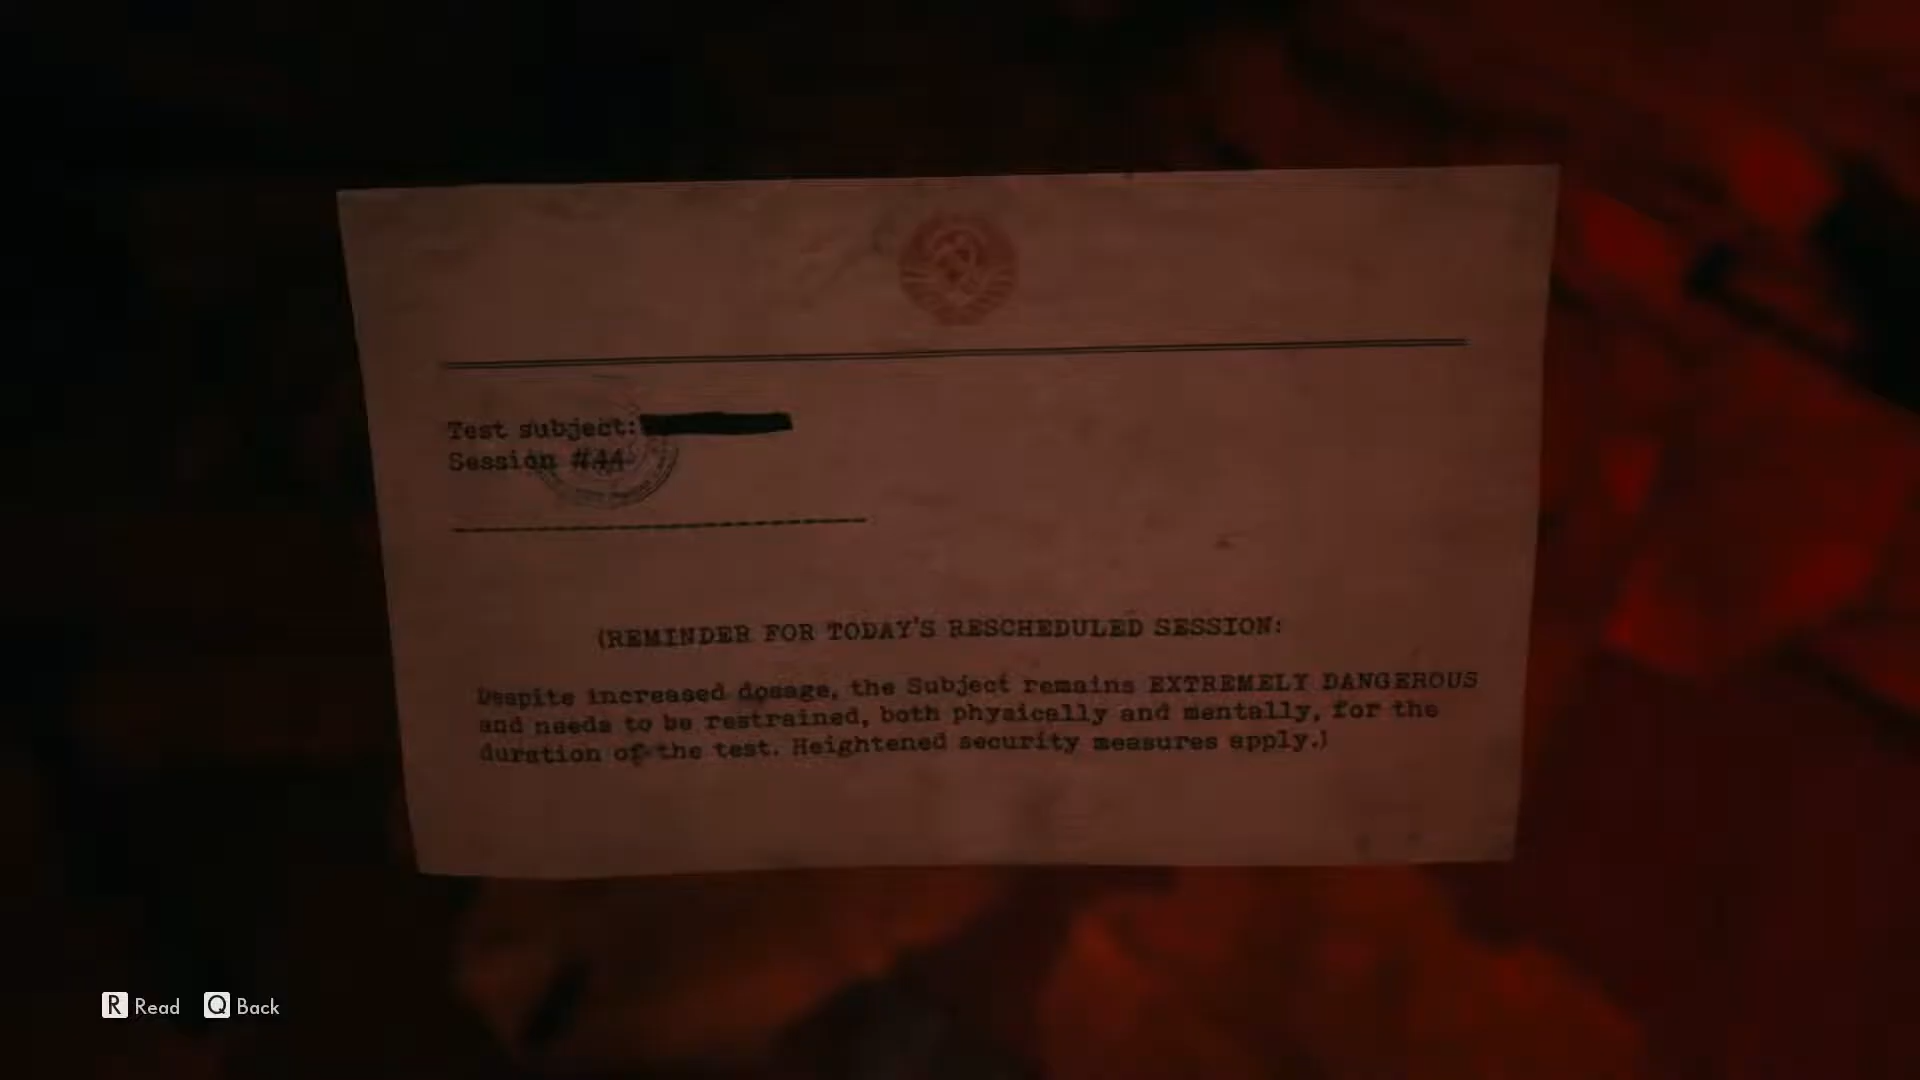 Test subject:
Session #44
(REMINDER FOR TODAY'S RESCHEDULED SESSION:
Despite increased dosage, the Subject remains EXTREMELY DANGEROUS
and needs to be restrained, both physically and mentally, for the
duration of the test. Heightened security measures apply.)
R Read Q Back